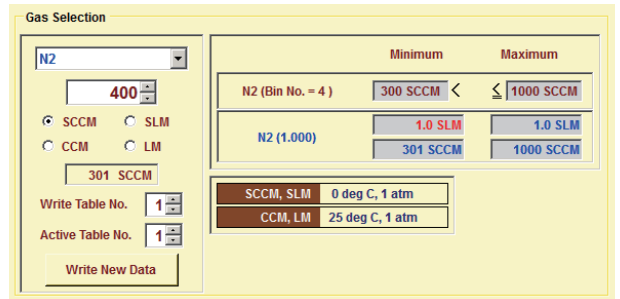 Gas Selection
N2
400
SCCM SLM
CCM LM
301 SCCM
Write Table No. 1
Active Table No. 1
Write New Data
Minimum Maximum
N2 (Bin No. = 4 ) 300 SCCM < ≦ 1000 SCCM
N2 (1.000)
1.0 SLM 1.0 SLM
301 SCCM 1000 SCCM
SCCM, SLM 0 deg C, 1 atm
CCM, LM 25 deg C, 1 atm